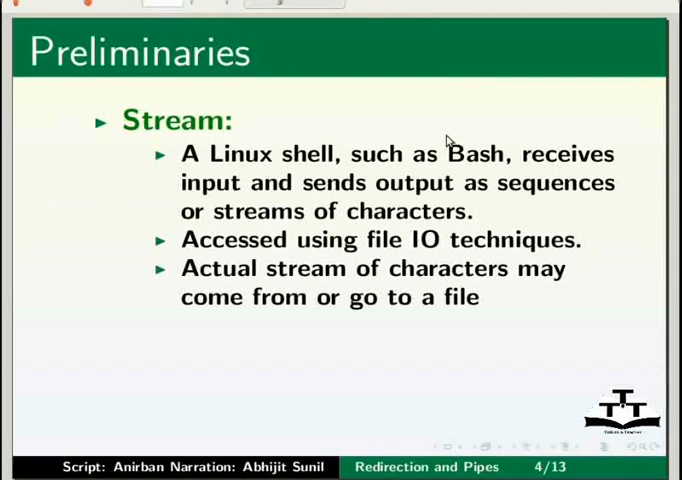 Preliminaries
Stream:
A Linux shell, such as Bash, receives
input and sends output as sequences
or streams of characters.
Accessed using file IO techniques.
Actual stream of characters may
come from or go to a file
TTT
Script: Anirban Narration: Abhijit Sunil Redirection and Pipes 4/13